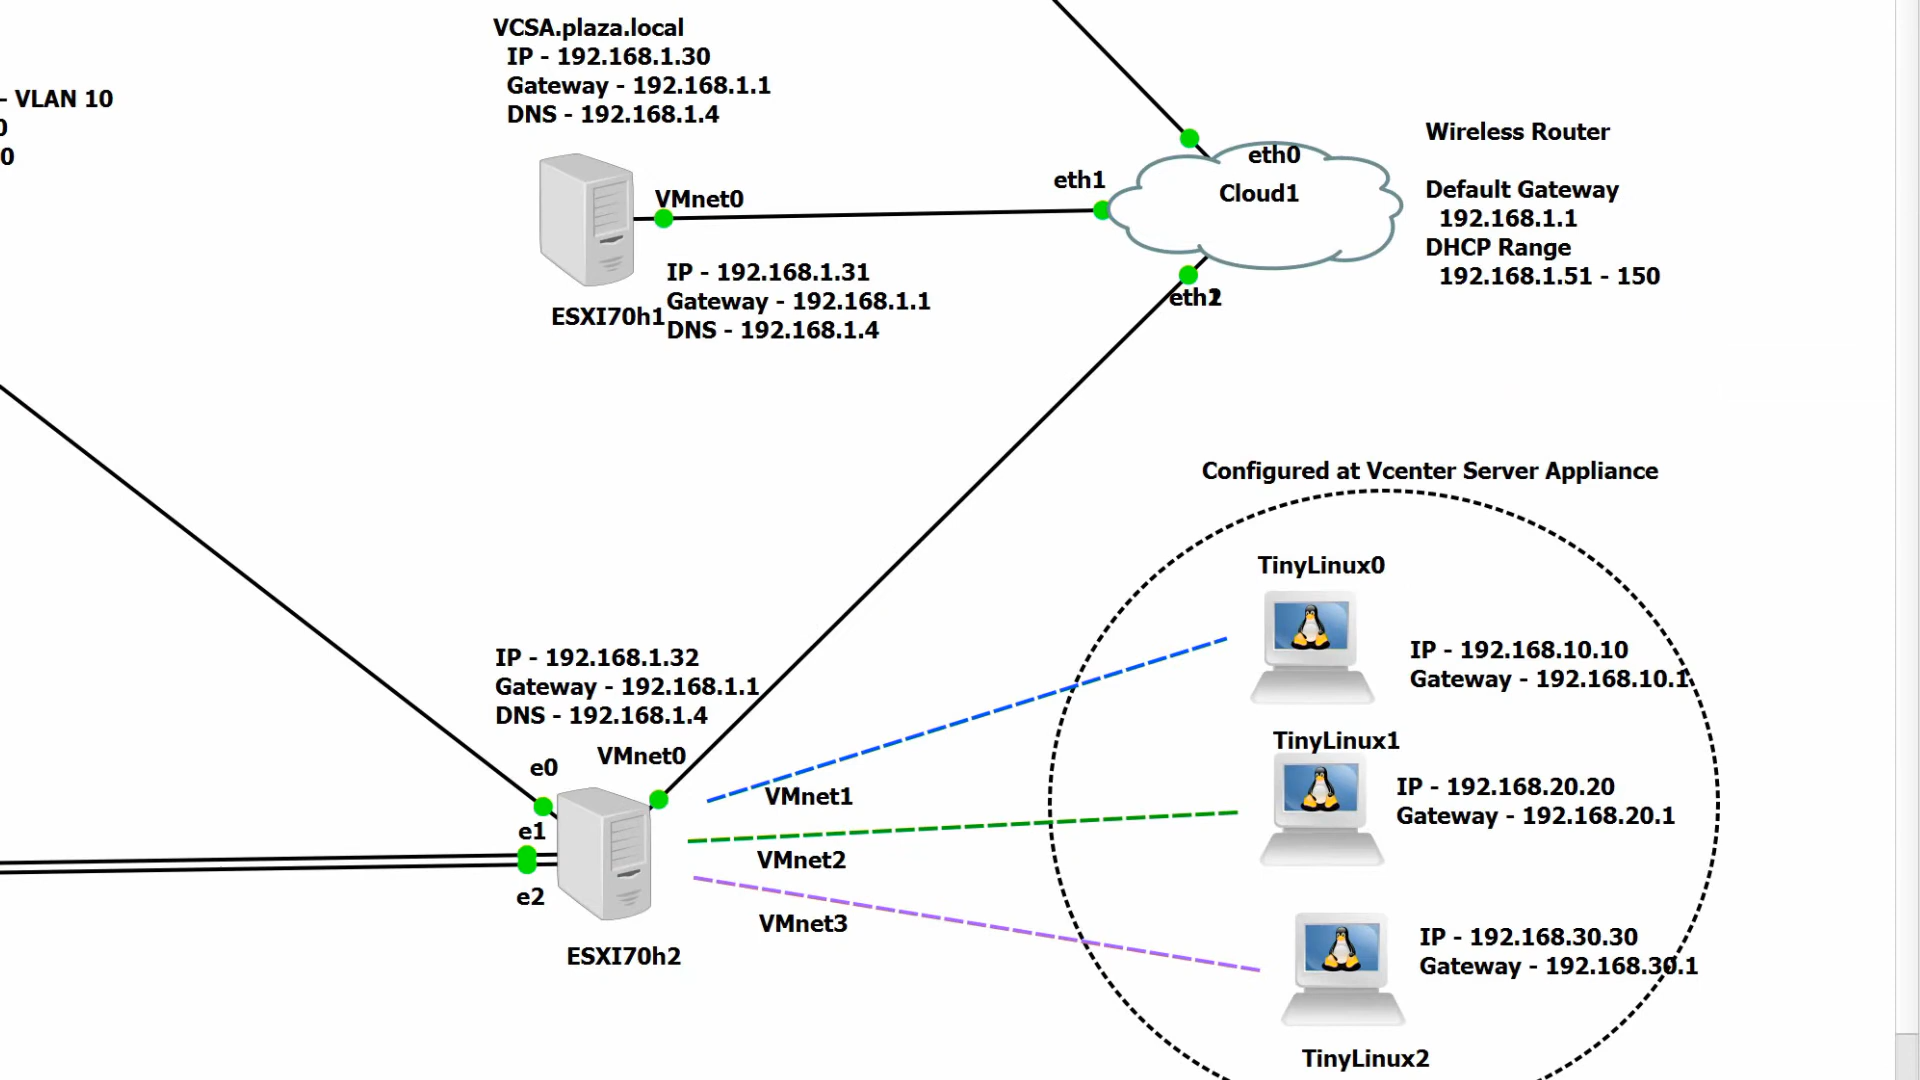 VCSA.plaza.local
IP - 192.168.1.30
Gateway - 192.168.1.1
DNS - 192.168.1.4
- VLAN 10
0
0
VMnet0
IP - 192.168.1.31
Gateway - 192.168.1.1
DNS - 192.168.1.4
ESXI70h1
eth1
eth0
Cloud1
Wireless Router
Default Gateway
192.168.1.1
DHCP Range
192.168.1.51 - 150
Configured at Vcenter Server Appliance
TinyLinux0
IP - 192.168.10.10
Gateway - 192.168.10.1
TinyLinux1
IP - 192.168.20.20
Gateway - 192.168.20.1
IP - 192.168.30.30
Gateway - 192.168.30.1
TinyLinux2
IP - 192.168.1.32
Gateway - 192.168.1.1
DNS - 192.168.1.4
VMnet0
e0
e1
e2
ESXI70h2
VMnet1
VMnet2
VMnet3